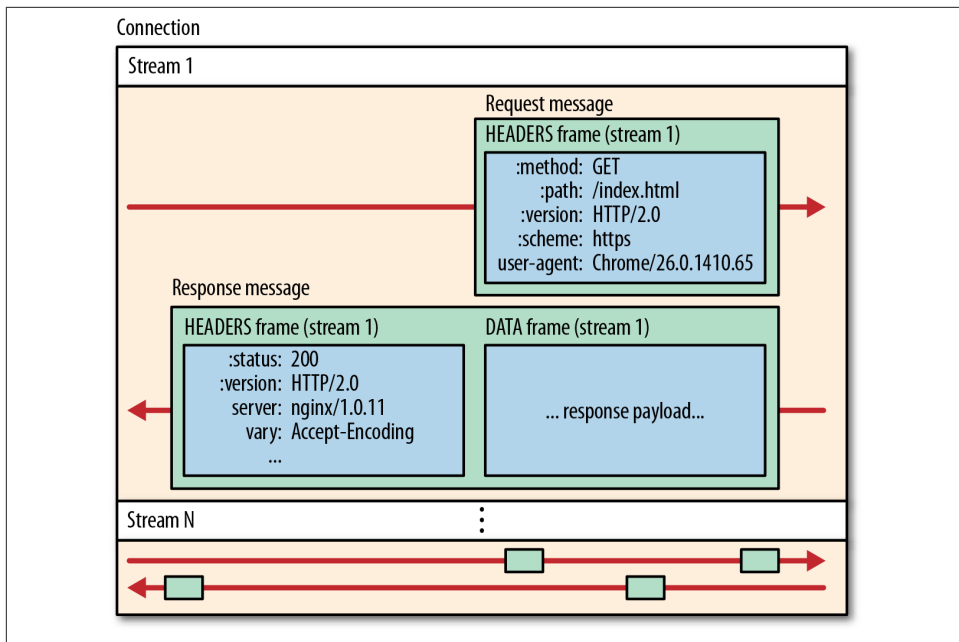 Connection
Stream 1
Request message
HEADERS frame (stream 1)
:method: GET
:path: /index.html
:version: HTTP/2.0
:scheme: https
user-agent: Chrome/26.0.1410.65
Response message
HEADERS frame (stream 1)
:status: 200
:version: HTTP/2.0
server: nginx/1.0.11
vary: Accept-Encoding
...
DATA frame (stream 1)
... response payload...
Stream N